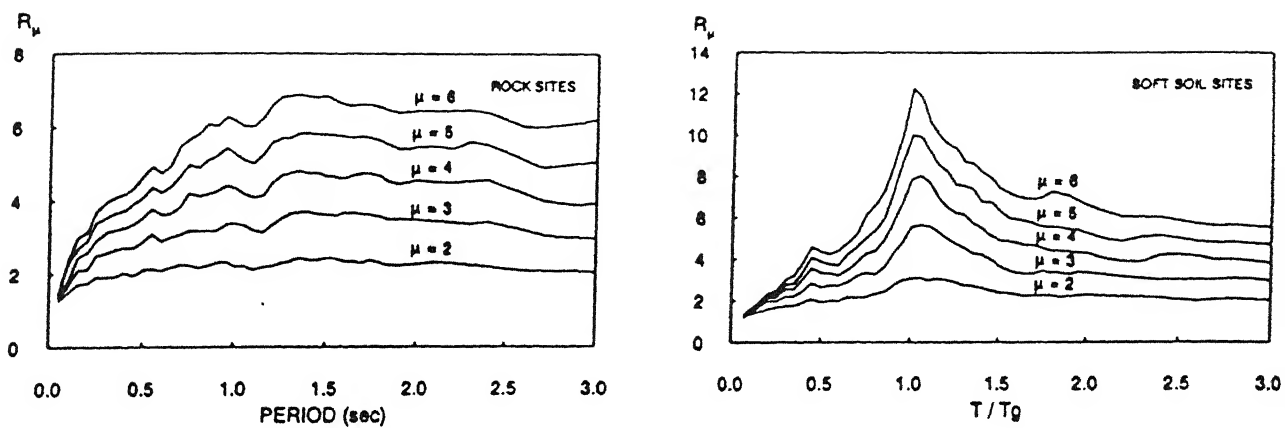 Rμ
8
6
4
2
0
ROCK SITES
μ = 6
μ = 5
μ = 4
μ = 3
μ = 2
0.0 0.5 1.0 1.5 2.0 2.5 3.0
PERIOD (sec)
Rμ
14
12
10
8
6
4
2
0
SOFT SOIL SITES
μ = 6
μ = 5
μ = 4
μ = 3
μ = 2
0.0 0.5 1.0 1.5 2.0 2.5 3.0
T / Tg